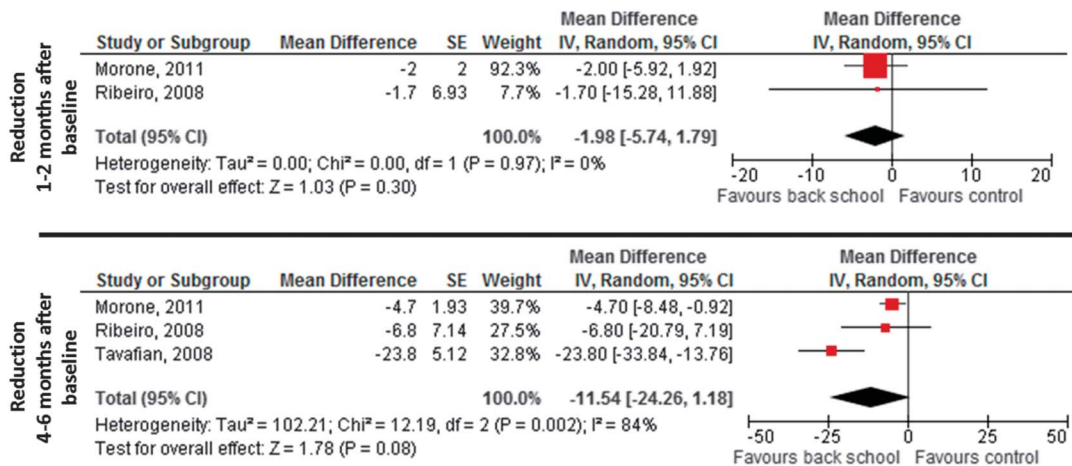 Reduction
1-2 months after
baseline
Mean Difference Mean Difference
Study or Subgroup Mean Difference SE Weight IV, Random, 95% CI IV, Random, 95% CI
Morone, 2011 -2 2 92.3% -2.00 [-5.92, 1.92]
Ribeiro, 2008 -1.7 6.93 7.7% -1.70 [-15.28, 11.88]
Total (95% CI) 100.0% -1.98 [-5.74, 1.79]
Heterogeneity: Tau² = 0.00; Chi² = 0.00, df = 1 (P = 0.97); I² = 0%
Test for overall effect: Z = 1.03 (P = 0.30)
-20 -10 0 10 20
Favours back school Favours control
Reduction
4-6 months after
baseline
Mean Difference Mean Difference
Study or Subgroup Mean Difference SE Weight IV, Random, 95% CI IV, Random, 95% CI
Morone, 2011 -4.7 1.93 39.7% -4.70 [-8.48, -0.92]
Ribeiro, 2008 -6.8 7.14 27.5% -6.80 [-20.79, 7.19]
Tavafian, 2008 -23.8 5.12 32.8% -23.80 [-33.84, -13.76]
Total (95% CI) 100.0% -11.54 [-24.26, 1.18]
Heterogeneity: Tau² = 102.21; Chi² = 12.19, df = 2 (P = 0.002); I² = 84%
Test for overall effect: Z = 1.78 (P = 0.08)
-50 -25 0 25 50
Favours back school Favours control